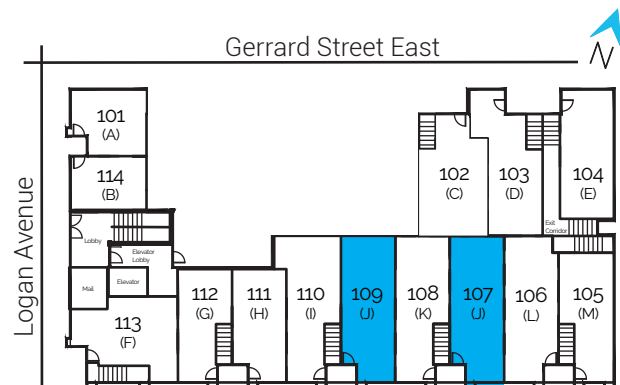 Gerrard Street East
N
Logan Avenue
101
(A)
114
(B)
102
(C)
103
(D)
104
(E)
Exit
Corridor
Lobby
Elevator
Lobby
Mail
Elevator
113
(F)
112
(G)
111
(H)
110
(I)
109
(J)
108
(K)
107
(J)
106
(L)
105
(M)